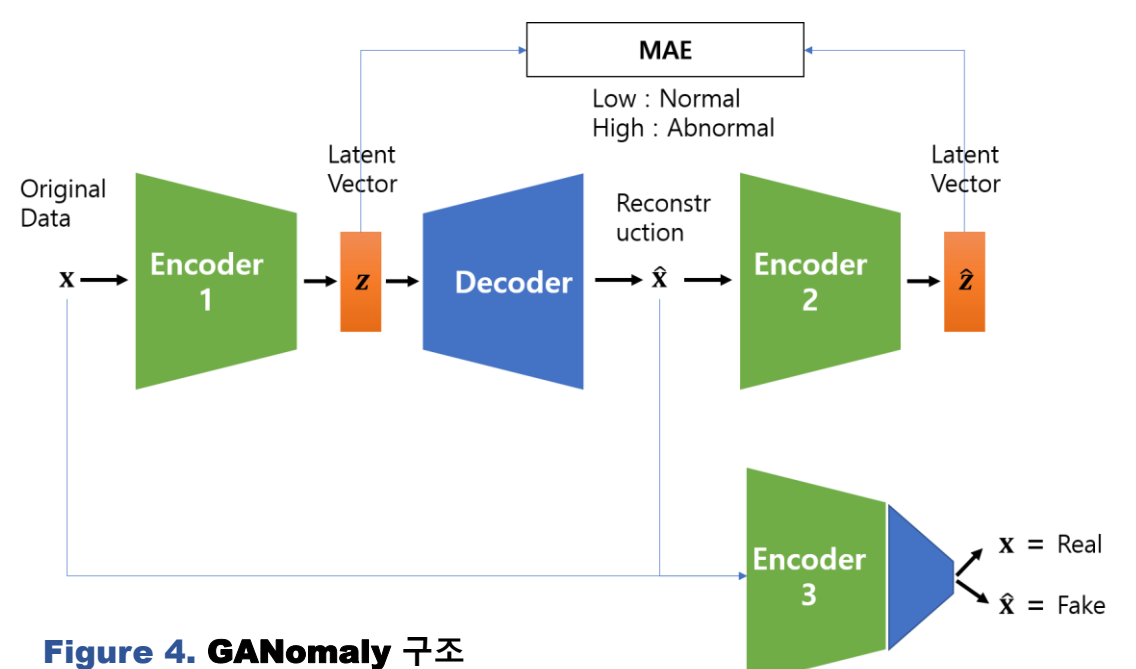 MAE
Low : Normal
High : Abnormal
Latent
Vector
Latent
Vector
Original
Data
Reconstr
uction
x
Encoder
1
z
Decoder
x̂
Encoder
2
ẑ
Encoder
3
x = Real
x̂ = Fake
Figure 4. GANomaly 구조